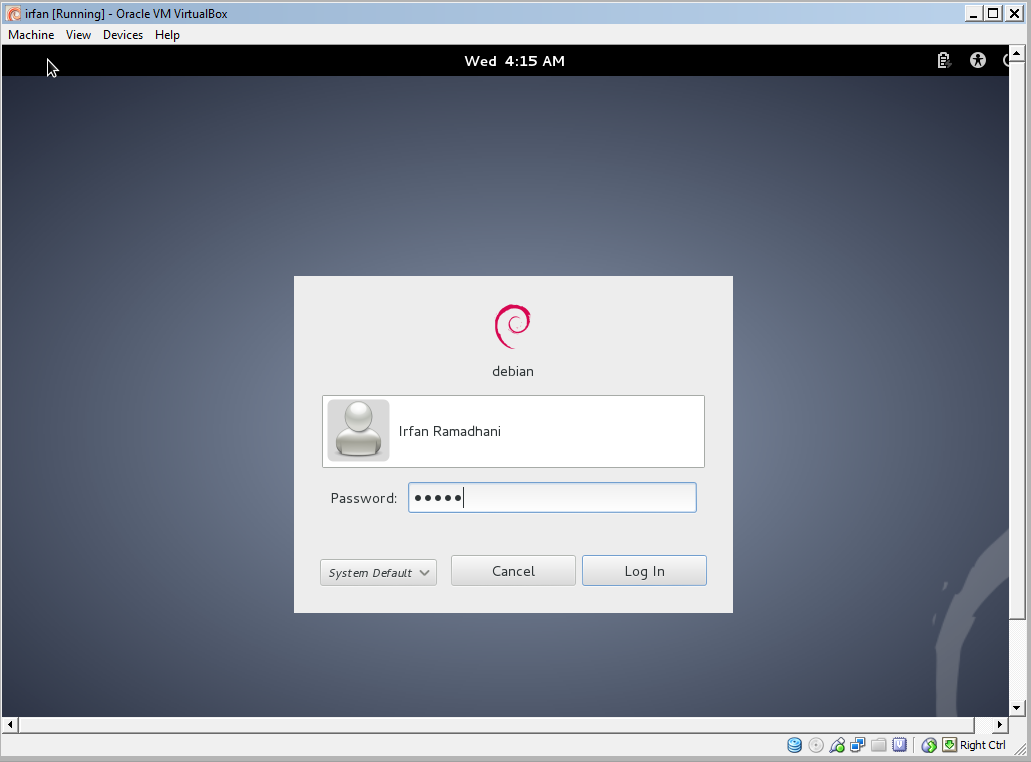 irfan [Running] - Oracle VM VirtualBox
Machine View Devices Help
Wed 4:15 AM
debian
Irfan Ramadhani
Password: •••••
System Default Cancel Log In
Right Ctrl